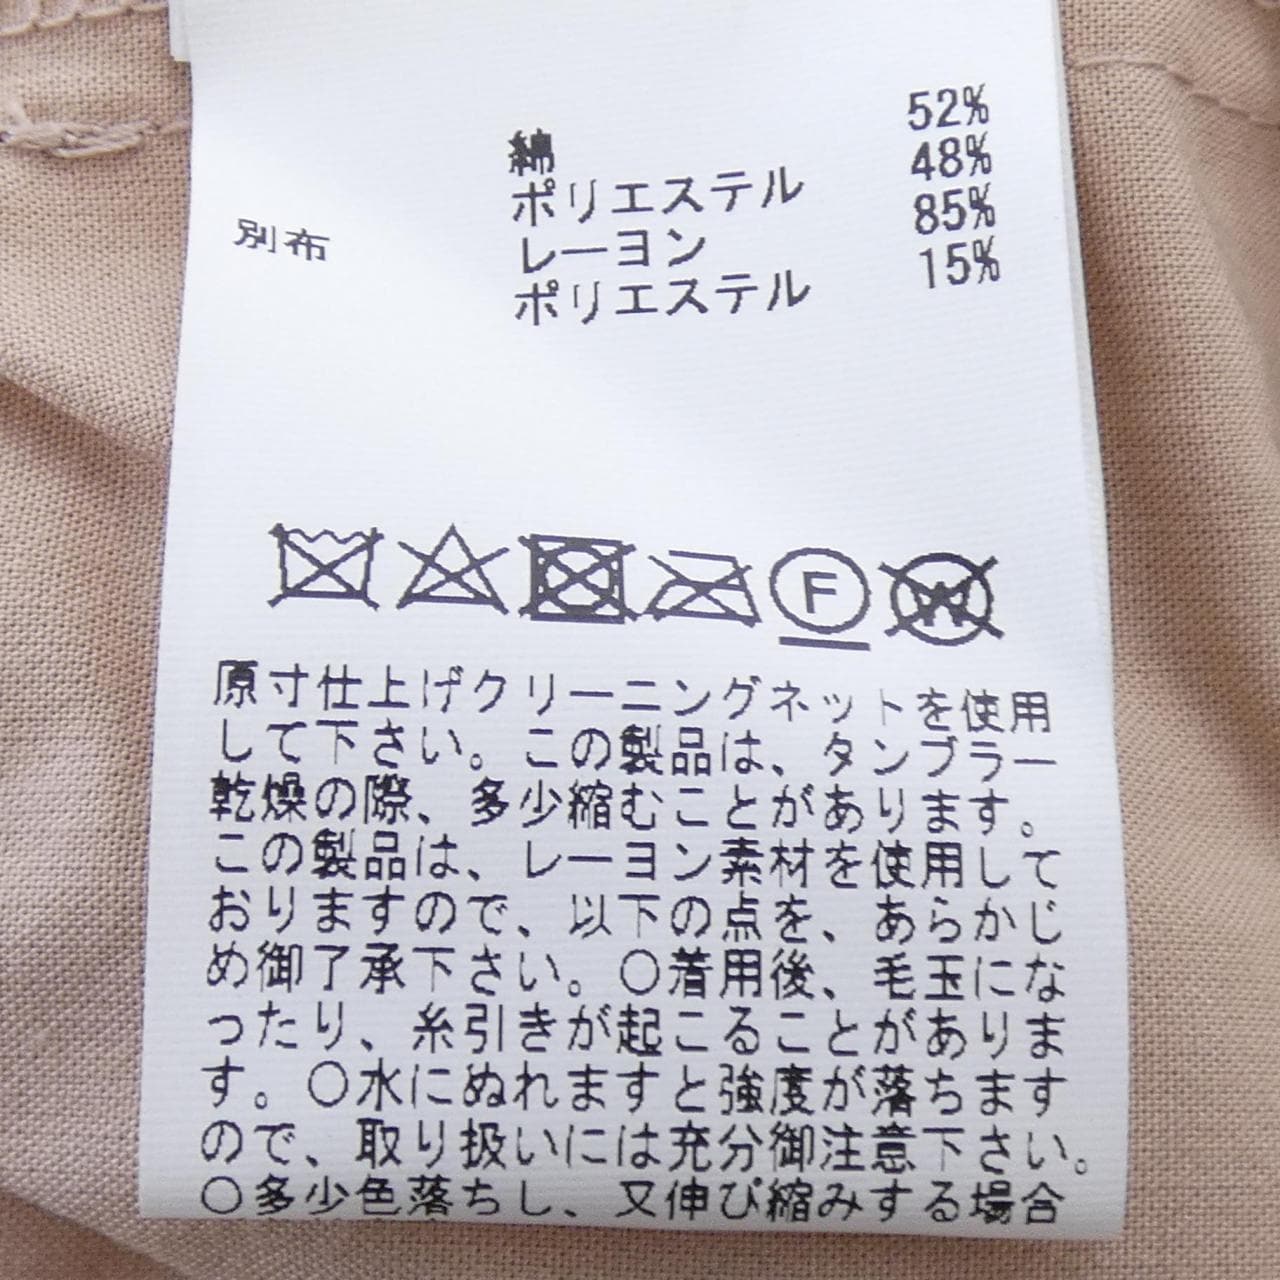 綿 52%
ポリエステル 48%
別布 レーヨン 85%
ポリエステル 15%
F
W
原寸仕上げクリーニングネットを使用
して下さい。この製品は、タンブラー
乾燥の際、多少縮むことがあります。
この製品は、レーヨン素材を使用して
おりますので、以下の点を、あらかじ
め御了承下さい。○着用後、毛玉にな
ったり、糸引きが起こることがありま
す。○水にぬれますと強度が落ちます
ので、取り扱いには充分御注意下さい。
○多少色落ちし、又伸び縮みする場合